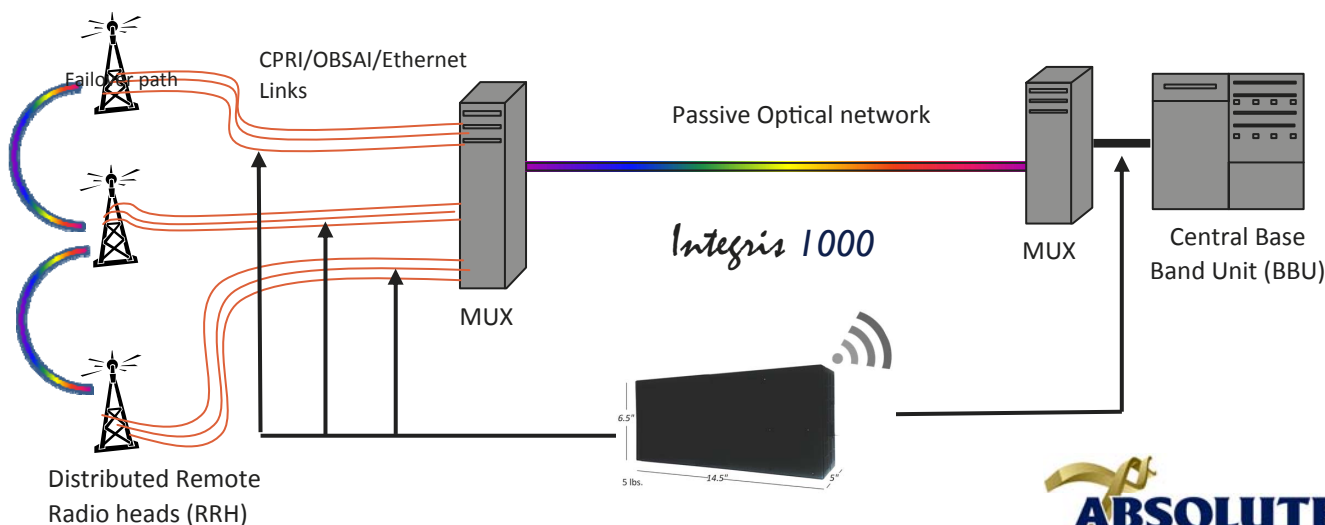 Failover path
CPRI/OBSAI/Ethernet
Links
Passive Optical network
Integris 1000
MUX
MUX
Central Base
Band Unit (BBU)
6.5"
14.5"
5"
5 lbs.
Distributed Remote
Radio heads (RRH)
ABSOLUTE